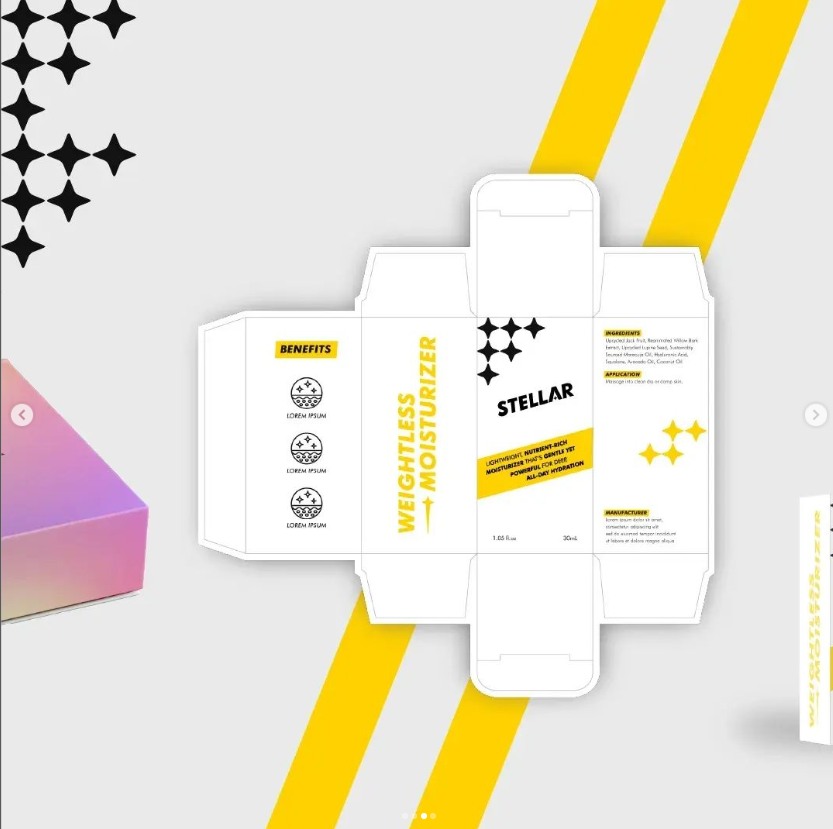 BENEFITS
LOREM IPSUM
LOREM IPSUM
LOREM IPSUM
WEIGHTLESS
MOISTURIZER
STELLAR
LIGHTWEIGHT, NUTRIENT-RICH
MOISTURIZER THAT'S GENTLE YET
POWERFUL FOR
ALL-DAY HYDRATION
1.05 fl.oz
30mL
INGREDIENTS
Upcycled Jack Fruit, Willow Bark
Extract, Upcycled Lupine Seed, Sustainably
Sourced Moroccan Oil, Hyaluronic Acid,
Squalane, Avocado Oil, Coconut Oil
APPLICATION
Massage into clean dry or damp skin.
MANUFACTURER
lorem ipsum dolor sit amet,
consectetur adipiscing elit
sed do eiusmod tempor incididunt
ut labore et dolore magna aliqua
WEIGHTLESS
MOISTURIZER